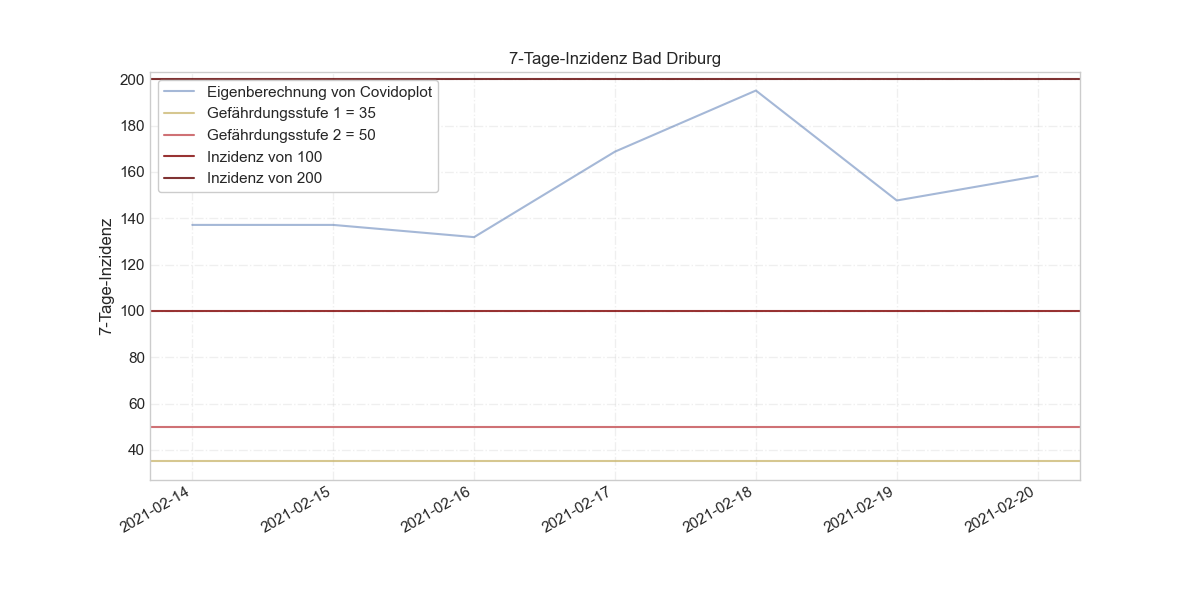 7-Tage-Inzidenz Bad Driburg
Eigenberechnung von Covidoplot
Gefährdungsstufe 1 = 35
Gefährdungsstufe 2 = 50
Inzidenz von 100
Inzidenz von 200
7-Tage-Inzidenz
200
180
160
140
120
100
80
60
40
2021-02-14
2021-02-15
2021-02-16
2021-02-17
2021-02-18
2021-02-19
2021-02-20